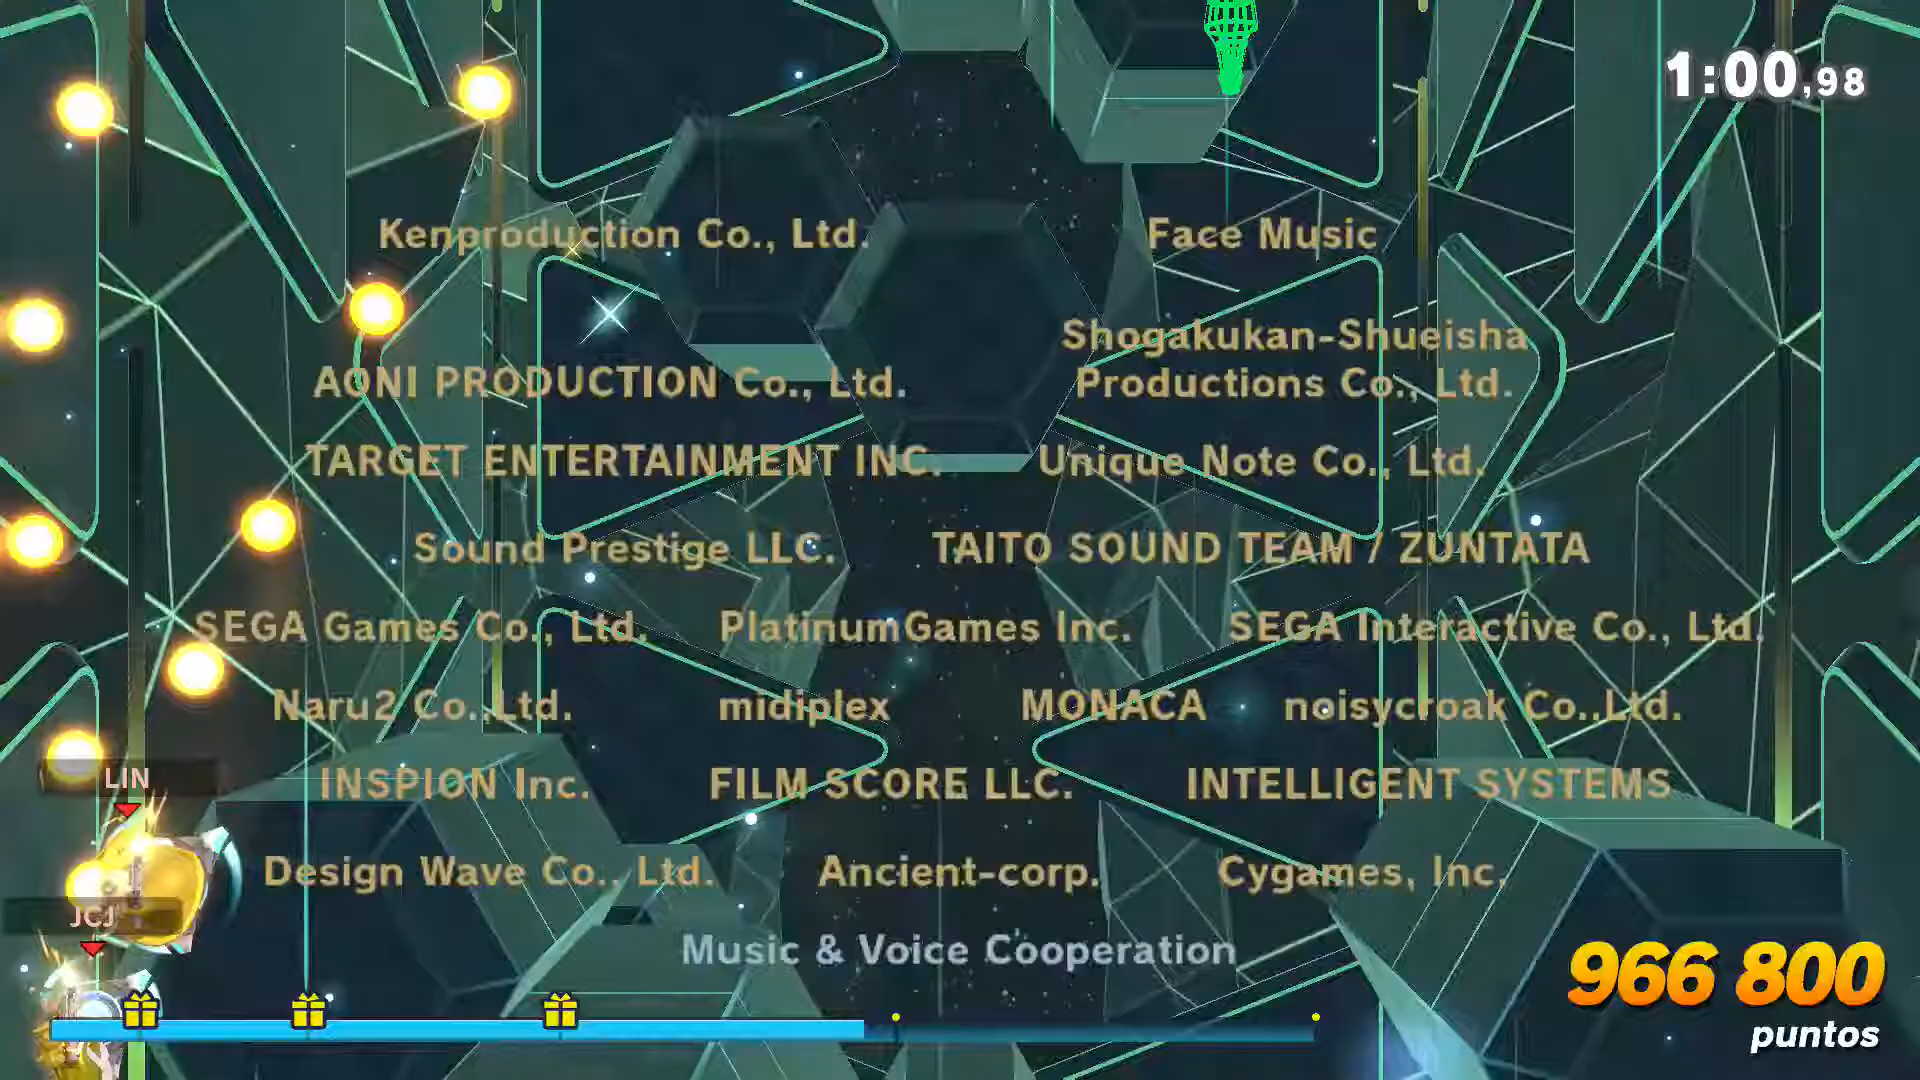 1:00,98
Kenproduction Co., Ltd. Face Music
Shogakukan-Shueisha
AONI PRODUCTION Co., Ltd. Productions Co., Ltd.
TARGET ENTERTAINMENT INC. Unique Note Co., Ltd.
Sound Prestige LLC. TAITO SOUND TEAM / ZUNTATA
SEGA Games Co., Ltd. PlatinumGames Inc. SEGA Interactive Co., Ltd.
Naru2 Co.,Ltd. midiplex MONACA noisycroak Co.,Ltd.
LIN
INSPION Inc. FILM SCORE LLC. INTELLIGENT SYSTEMS
Design Wave Co., Ltd. Ancient-corp. Cygames, Inc.
JCJ
Music & Voice Cooperation
966 800
puntos